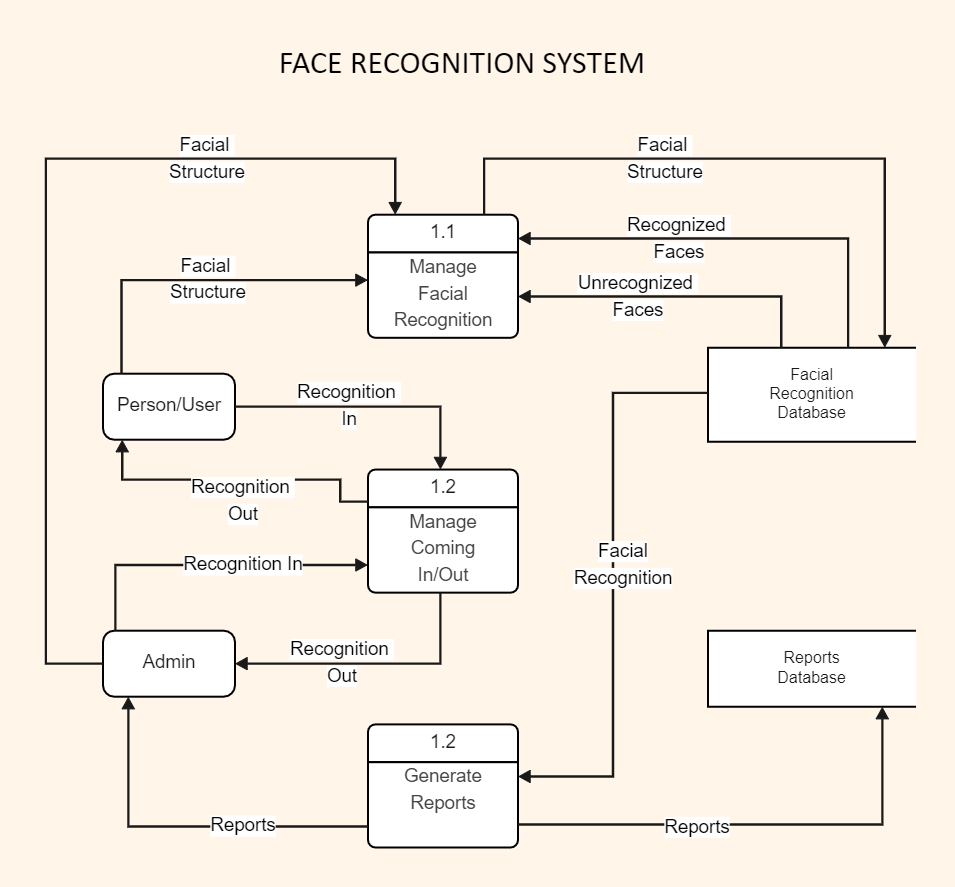 FACE RECOGNITION SYSTEM
Facial
Structure
Facial
Structure
1.1
Manage
Facial
Recognition
Recognized
Faces
Facial
Structure
Unrecognized
Faces
Person/User
Recognition
In
Facial
Recognition
Database
Recognition
Out
1.2
Manage
Coming
In/Out
Recognition In
Facial
Recognition
Admin
Recognition
Out
Reports
Database
1.2
Generate
Reports
Reports
Reports